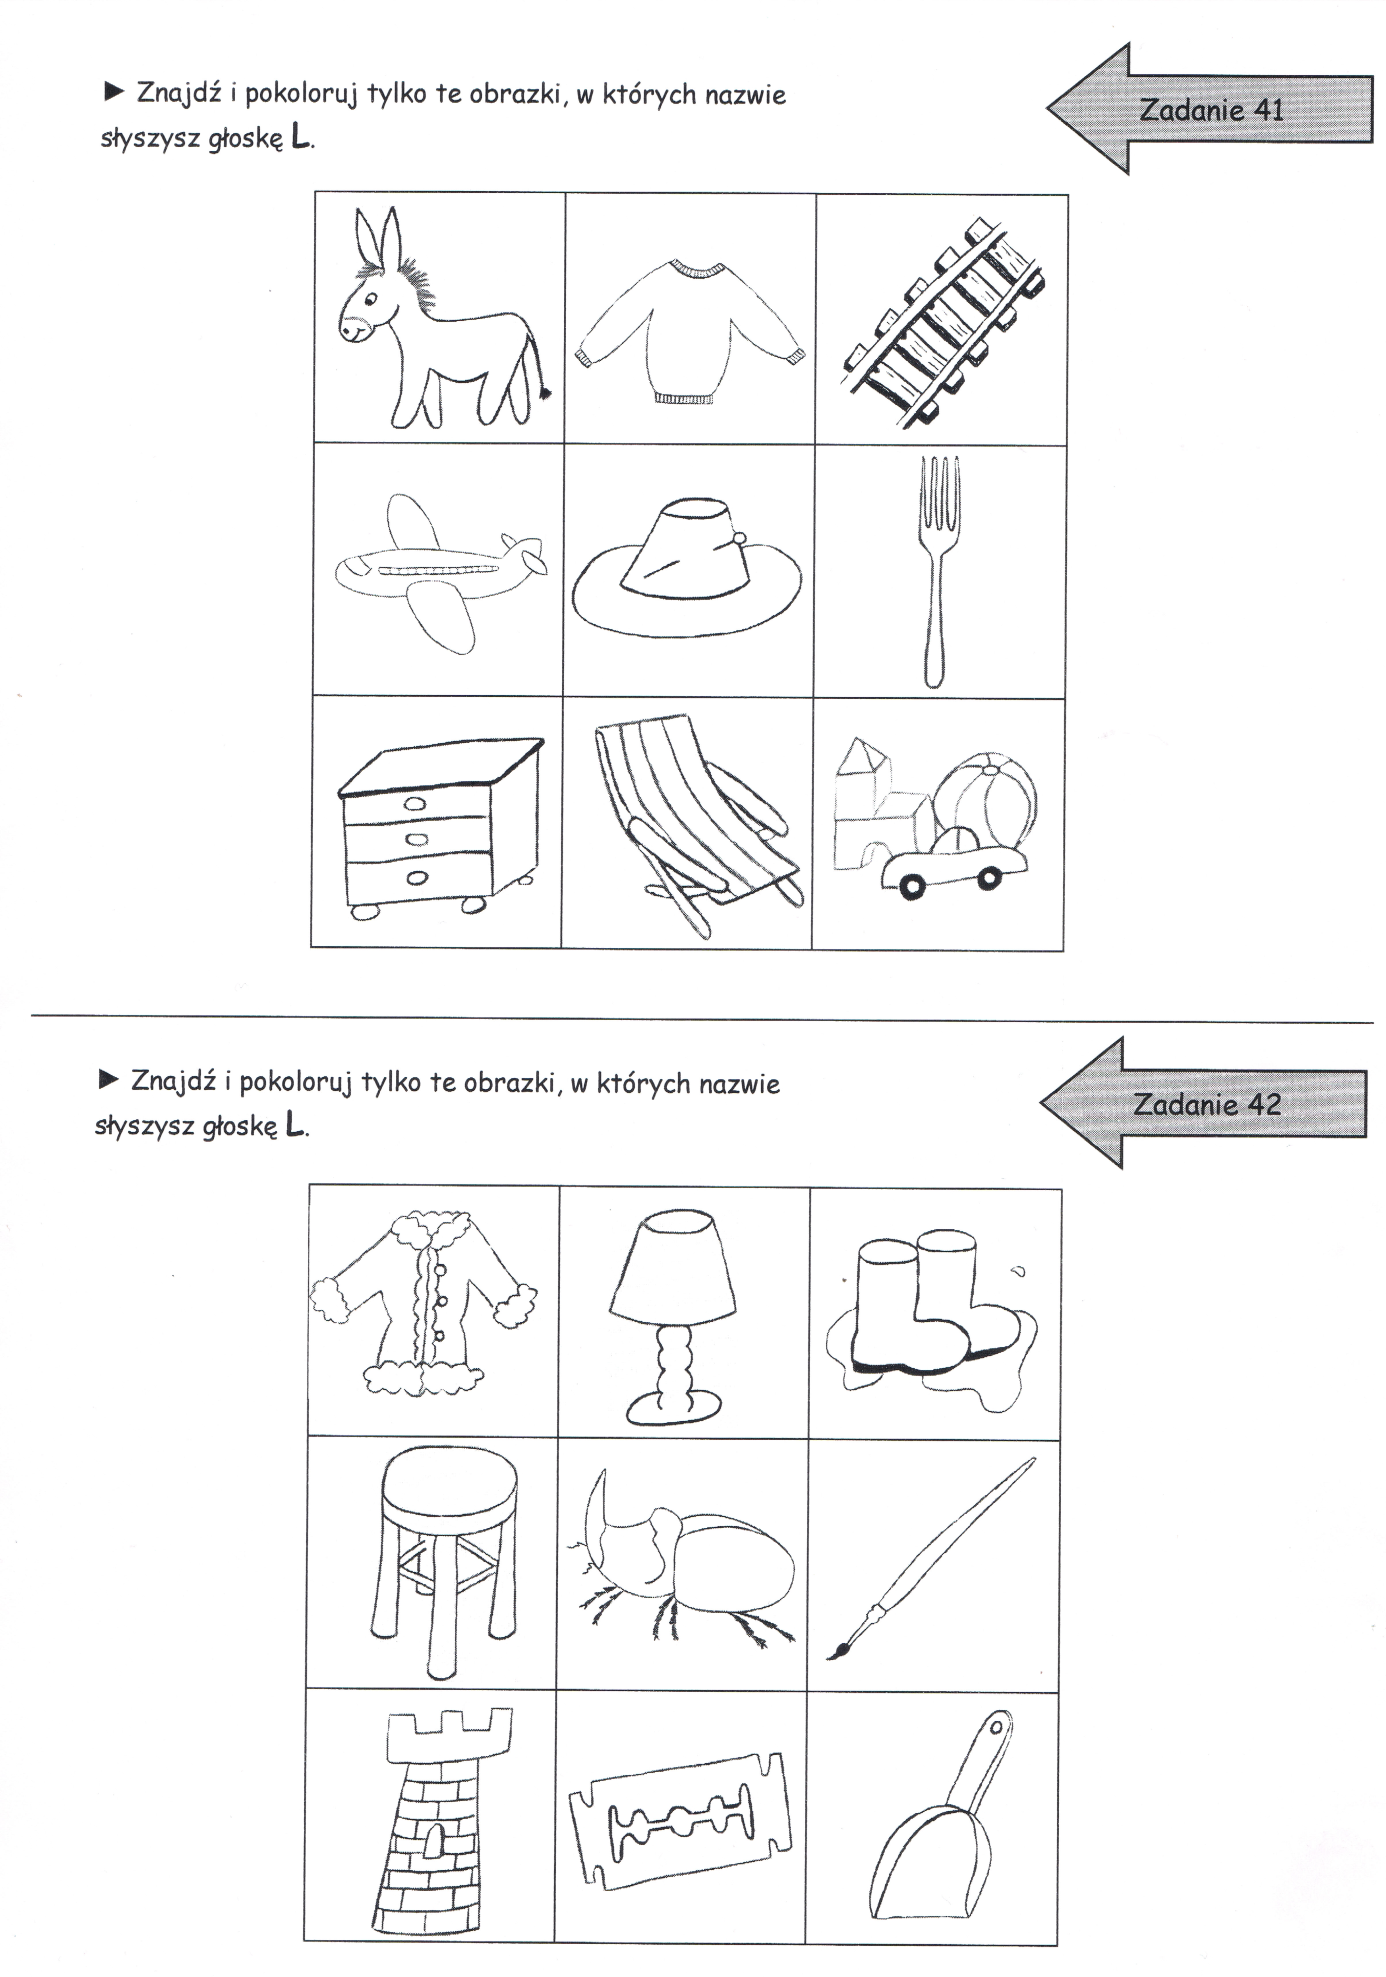 ► Znajdź i pokoloruj tylko te obrazki, w których nazwie
słyszysz głoskę L.
Zadanie 41
► Znajdź i pokoloruj tylko te obrazki, w których nazwie
słyszysz głoskę L.
Zadanie 42